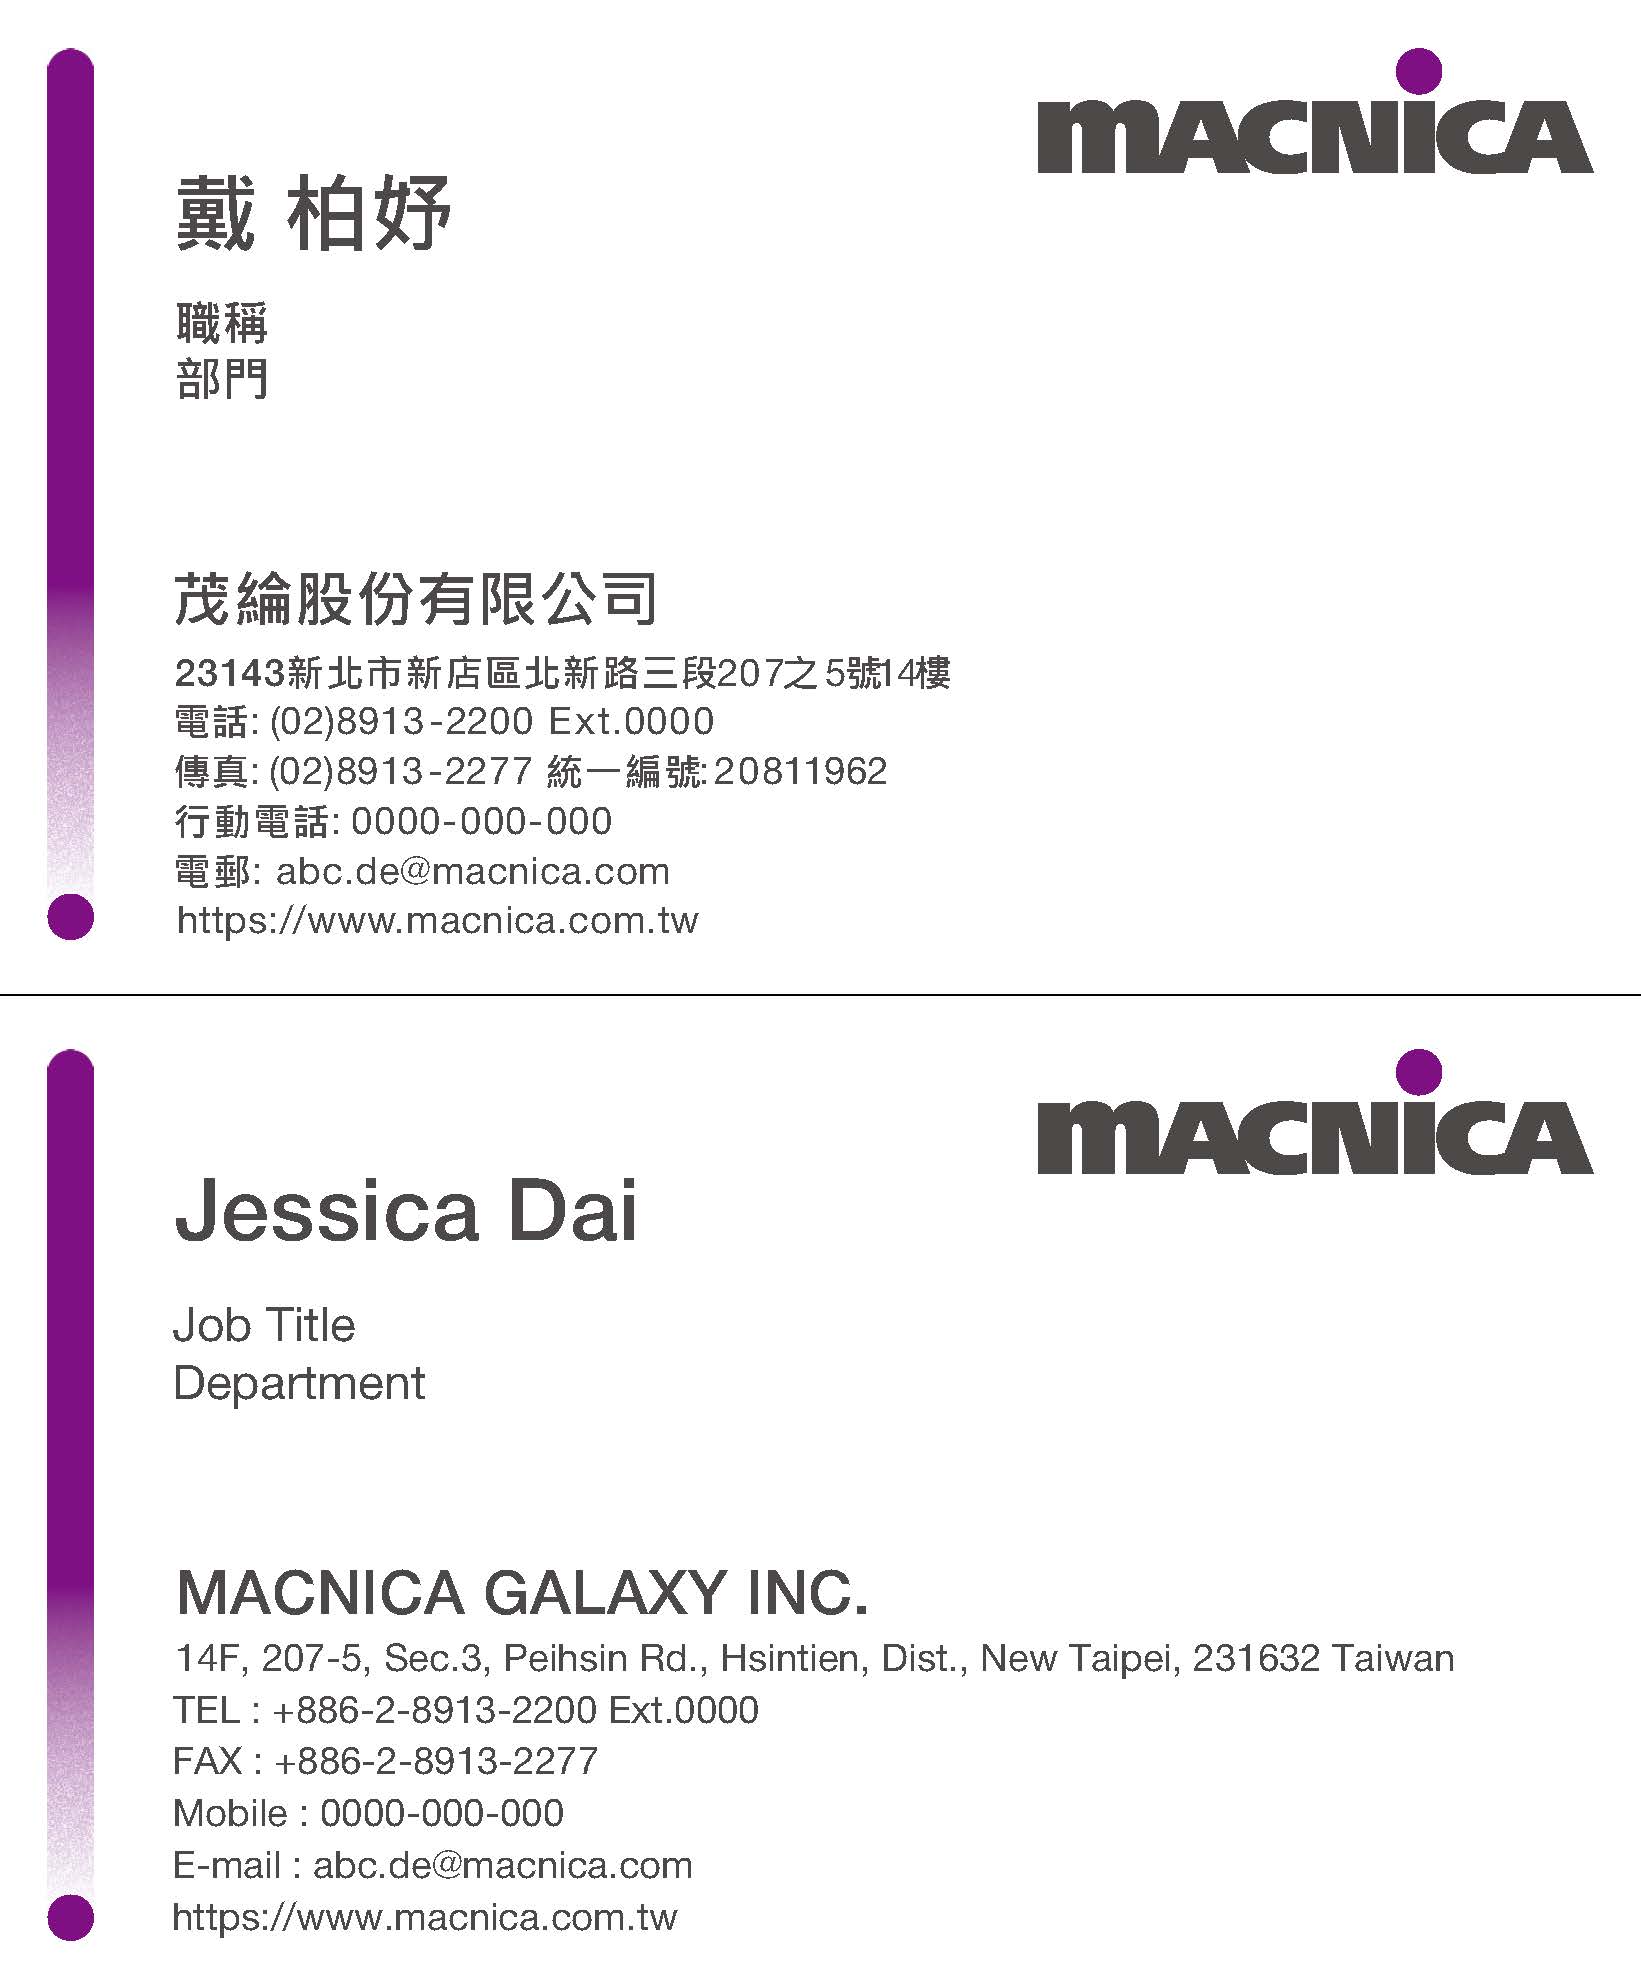 MACNICA
戴 柏妤
職稱
部門
茂綸股份有限公司
23143新北市新店區北新路三段207之5號14樓
電話: (02)8913-2200 Ext.0000
傳真: (02)8913-2277 統一編號: 20811962
行動電話: 0000-000-000
電郵: abc.de@macnica.com
https://www.macnica.com.tw
MACNICA
Jessica Dai
Job Title
Department
MACNICA GALAXY INC.
14F, 207-5, Sec.3, Peihsin Rd., Hsintien, Dist., New Taipei, 231632 Taiwan
TEL : +886-2-8913-2200 Ext.0000
FAX : +886-2-8913-2277
Mobile : 0000-000-000
E-mail : abc.de@macnica.com
https://www.macnica.com.tw